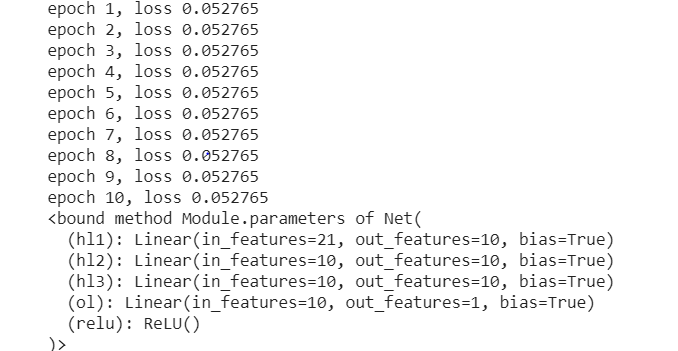 epoch 1, loss 0.052765
epoch 2, loss 0.052765
epoch 3, loss 0.052765
epoch 4, loss 0.052765
epoch 5, loss 0.052765
epoch 6, loss 0.052765
epoch 7, loss 0.052765
epoch 8, loss 0.052765
epoch 9, loss 0.052765
epoch 10, loss 0.052765
<bound method Module.parameters of Net(
  (hl1): Linear(in_features=21, out_features=10, bias=True)
  (hl2): Linear(in_features=10, out_features=10, bias=True)
  (hl3): Linear(in_features=10, out_features=10, bias=True)
  (ol): Linear(in_features=10, out_features=1, bias=True)
  (relu): ReLU()
)>